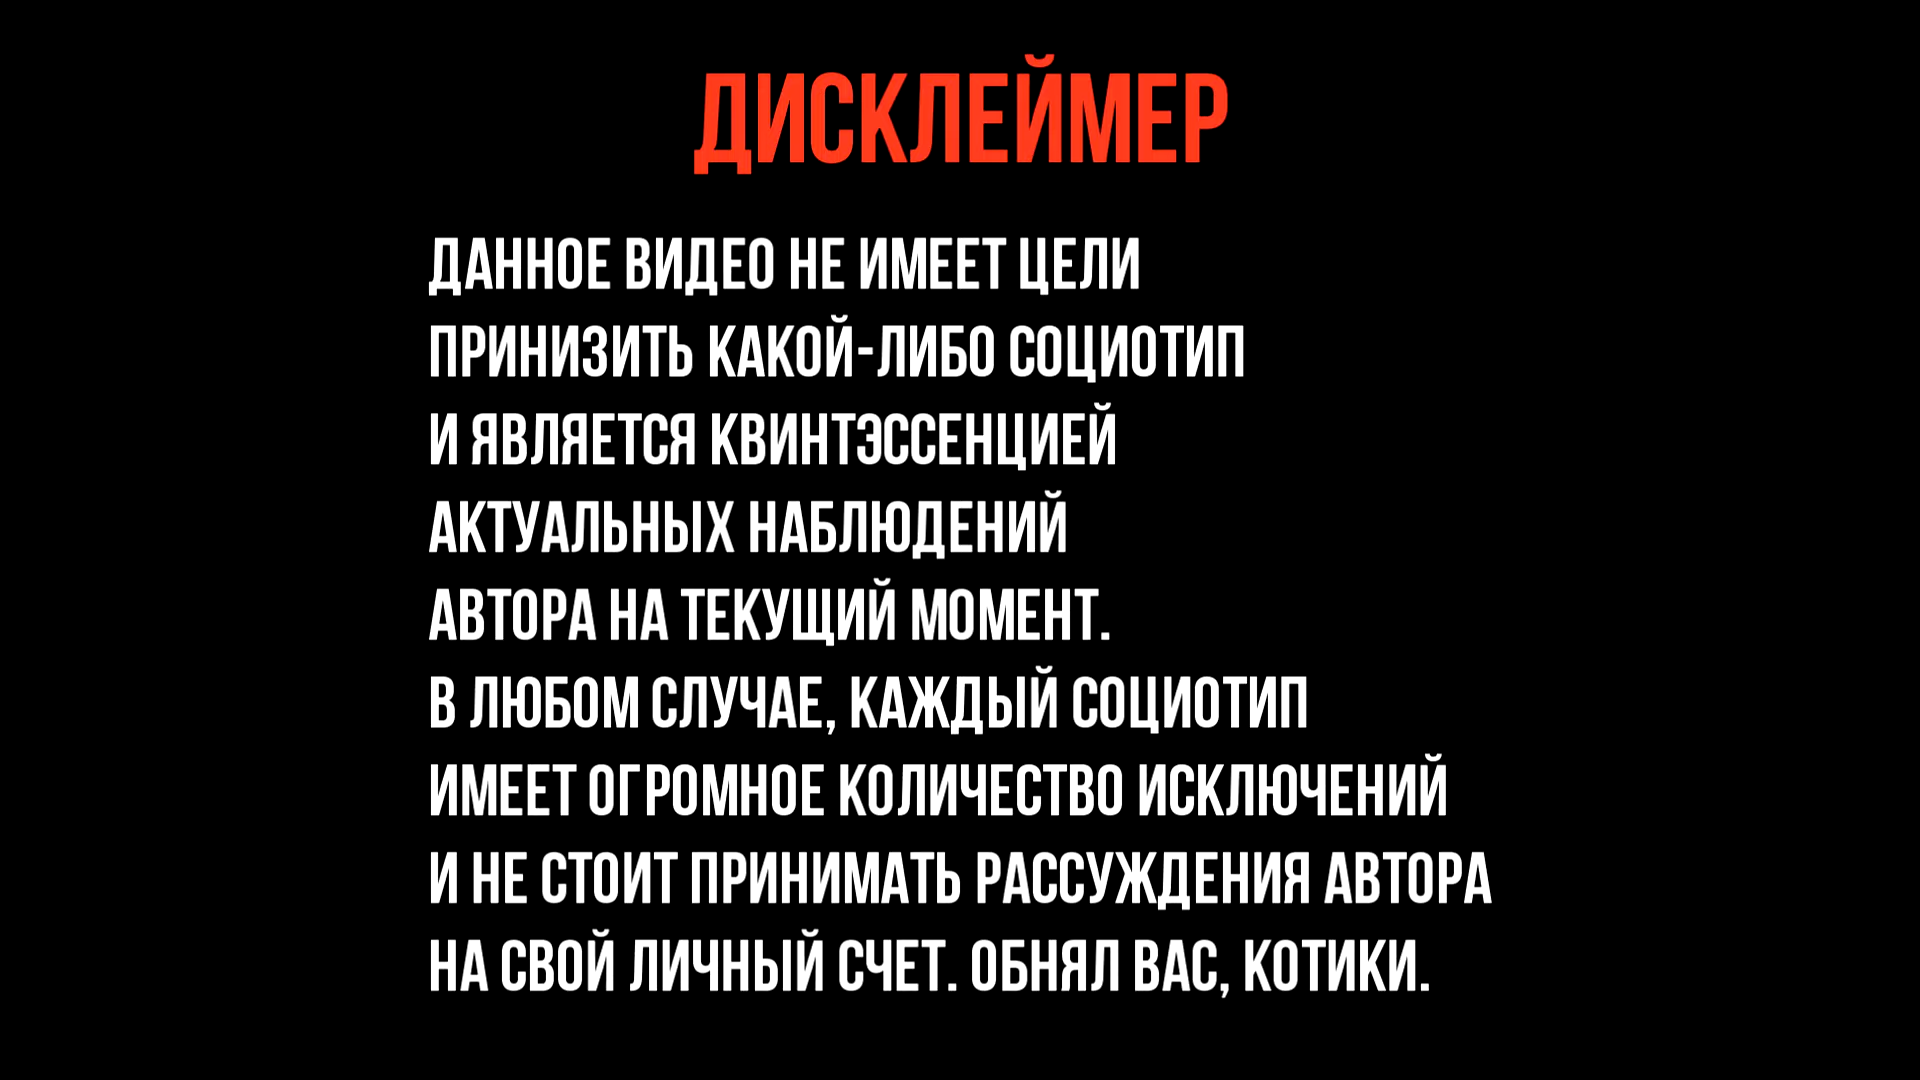 ДИСКЛЕЙМЕР
ДАННОЕ ВИДЕО НЕ ИМЕЕТ ЦЕЛИ
ПРИНИЗИТЬ КАКОЙ-ЛИБО СОЦИОТИП
И ЯВЛЯЕТСЯ КВИНТЭССЕНЦИЕЙ
АКТУАЛЬНЫХ НАБЛЮДЕНИЙ
АВТОРА НА ТЕКУЩИЙ МОМЕНТ.
В ЛЮБОМ СЛУЧАЕ, КАЖДЫЙ СОЦИОТИП
ИМЕЕТ ОГРОМНОЕ КОЛИЧЕСТВО ИСКЛЮЧЕНИЙ
И НЕ СТОИТ ПРИНИМАТЬ РАССУЖДЕНИЯ АВТОРА
НА СВОЙ ЛИЧНЫЙ СЧЕТ. ОБНЯЛ ВАС, КОТИКИ.